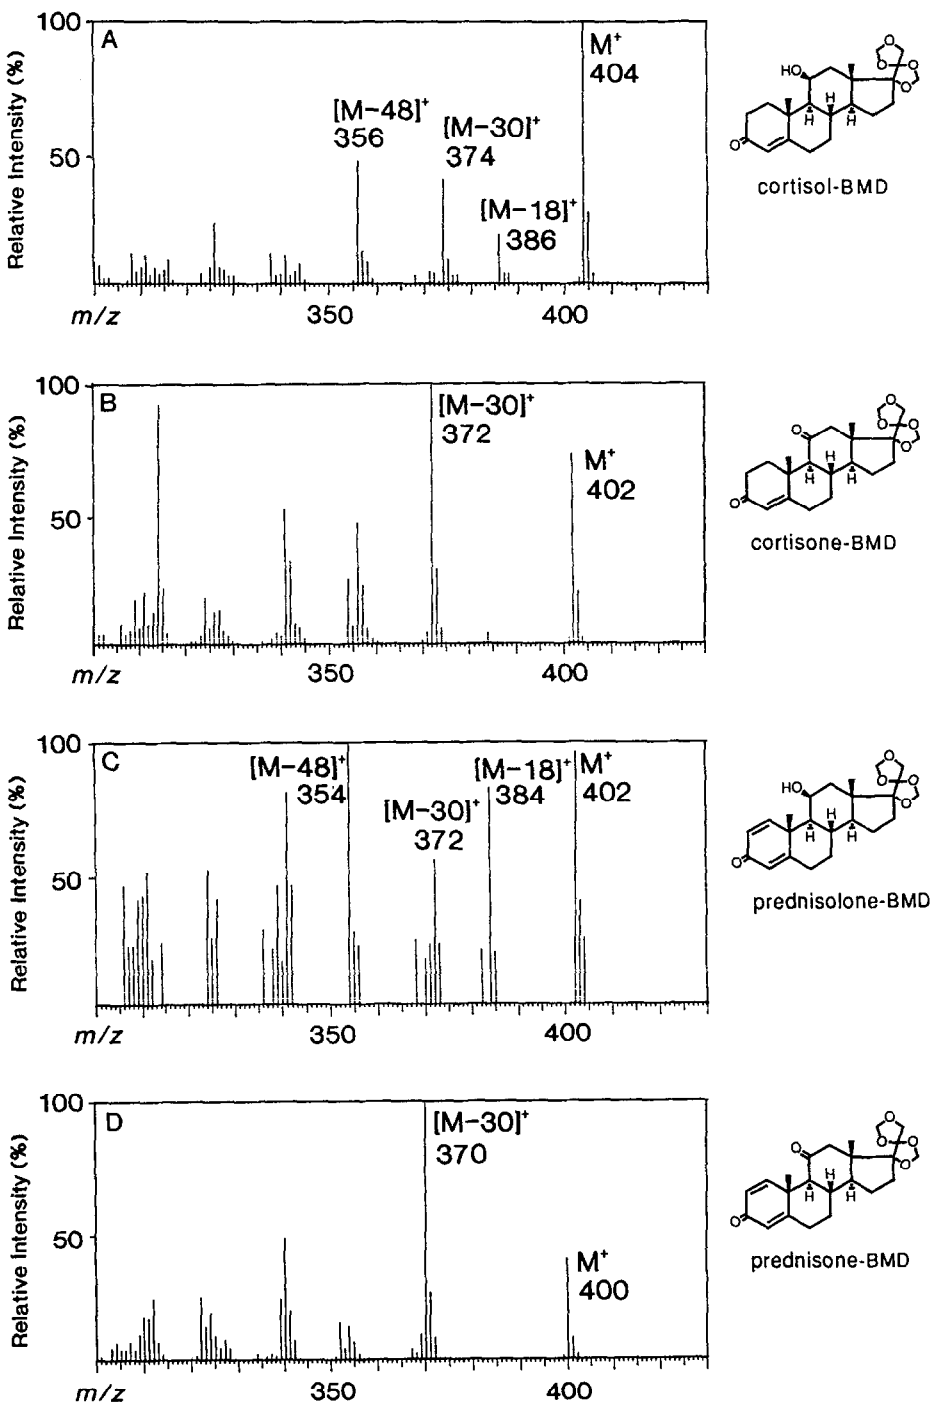 100
A
M⁺
404
[M−48]⁺
356
[M−30]⁺
374
[M−18]⁺
386
50
Relative Intensity (%)
m/z
350
400
HO
O
O
O
O
H
H
H
O
cortisol-BMD
100
B
[M−30]⁺
372
M⁺
402
50
Relative Intensity (%)
m/z
350
400
O
O
O
O
O
H
H
H
O
cortisone-BMD
100
C
[M−48]⁺
354
[M−30]⁺
372
[M−18]⁺
384
M⁺
402
50
Relative Intensity (%)
m/z
350
400
HO
O
O
O
O
H
H
H
O
prednisolone-BMD
100
D
[M−30]⁺
370
M⁺
400
50
Relative Intensity (%)
m/z
350
400
O
O
O
O
O
H
H
H
O
prednisone-BMD